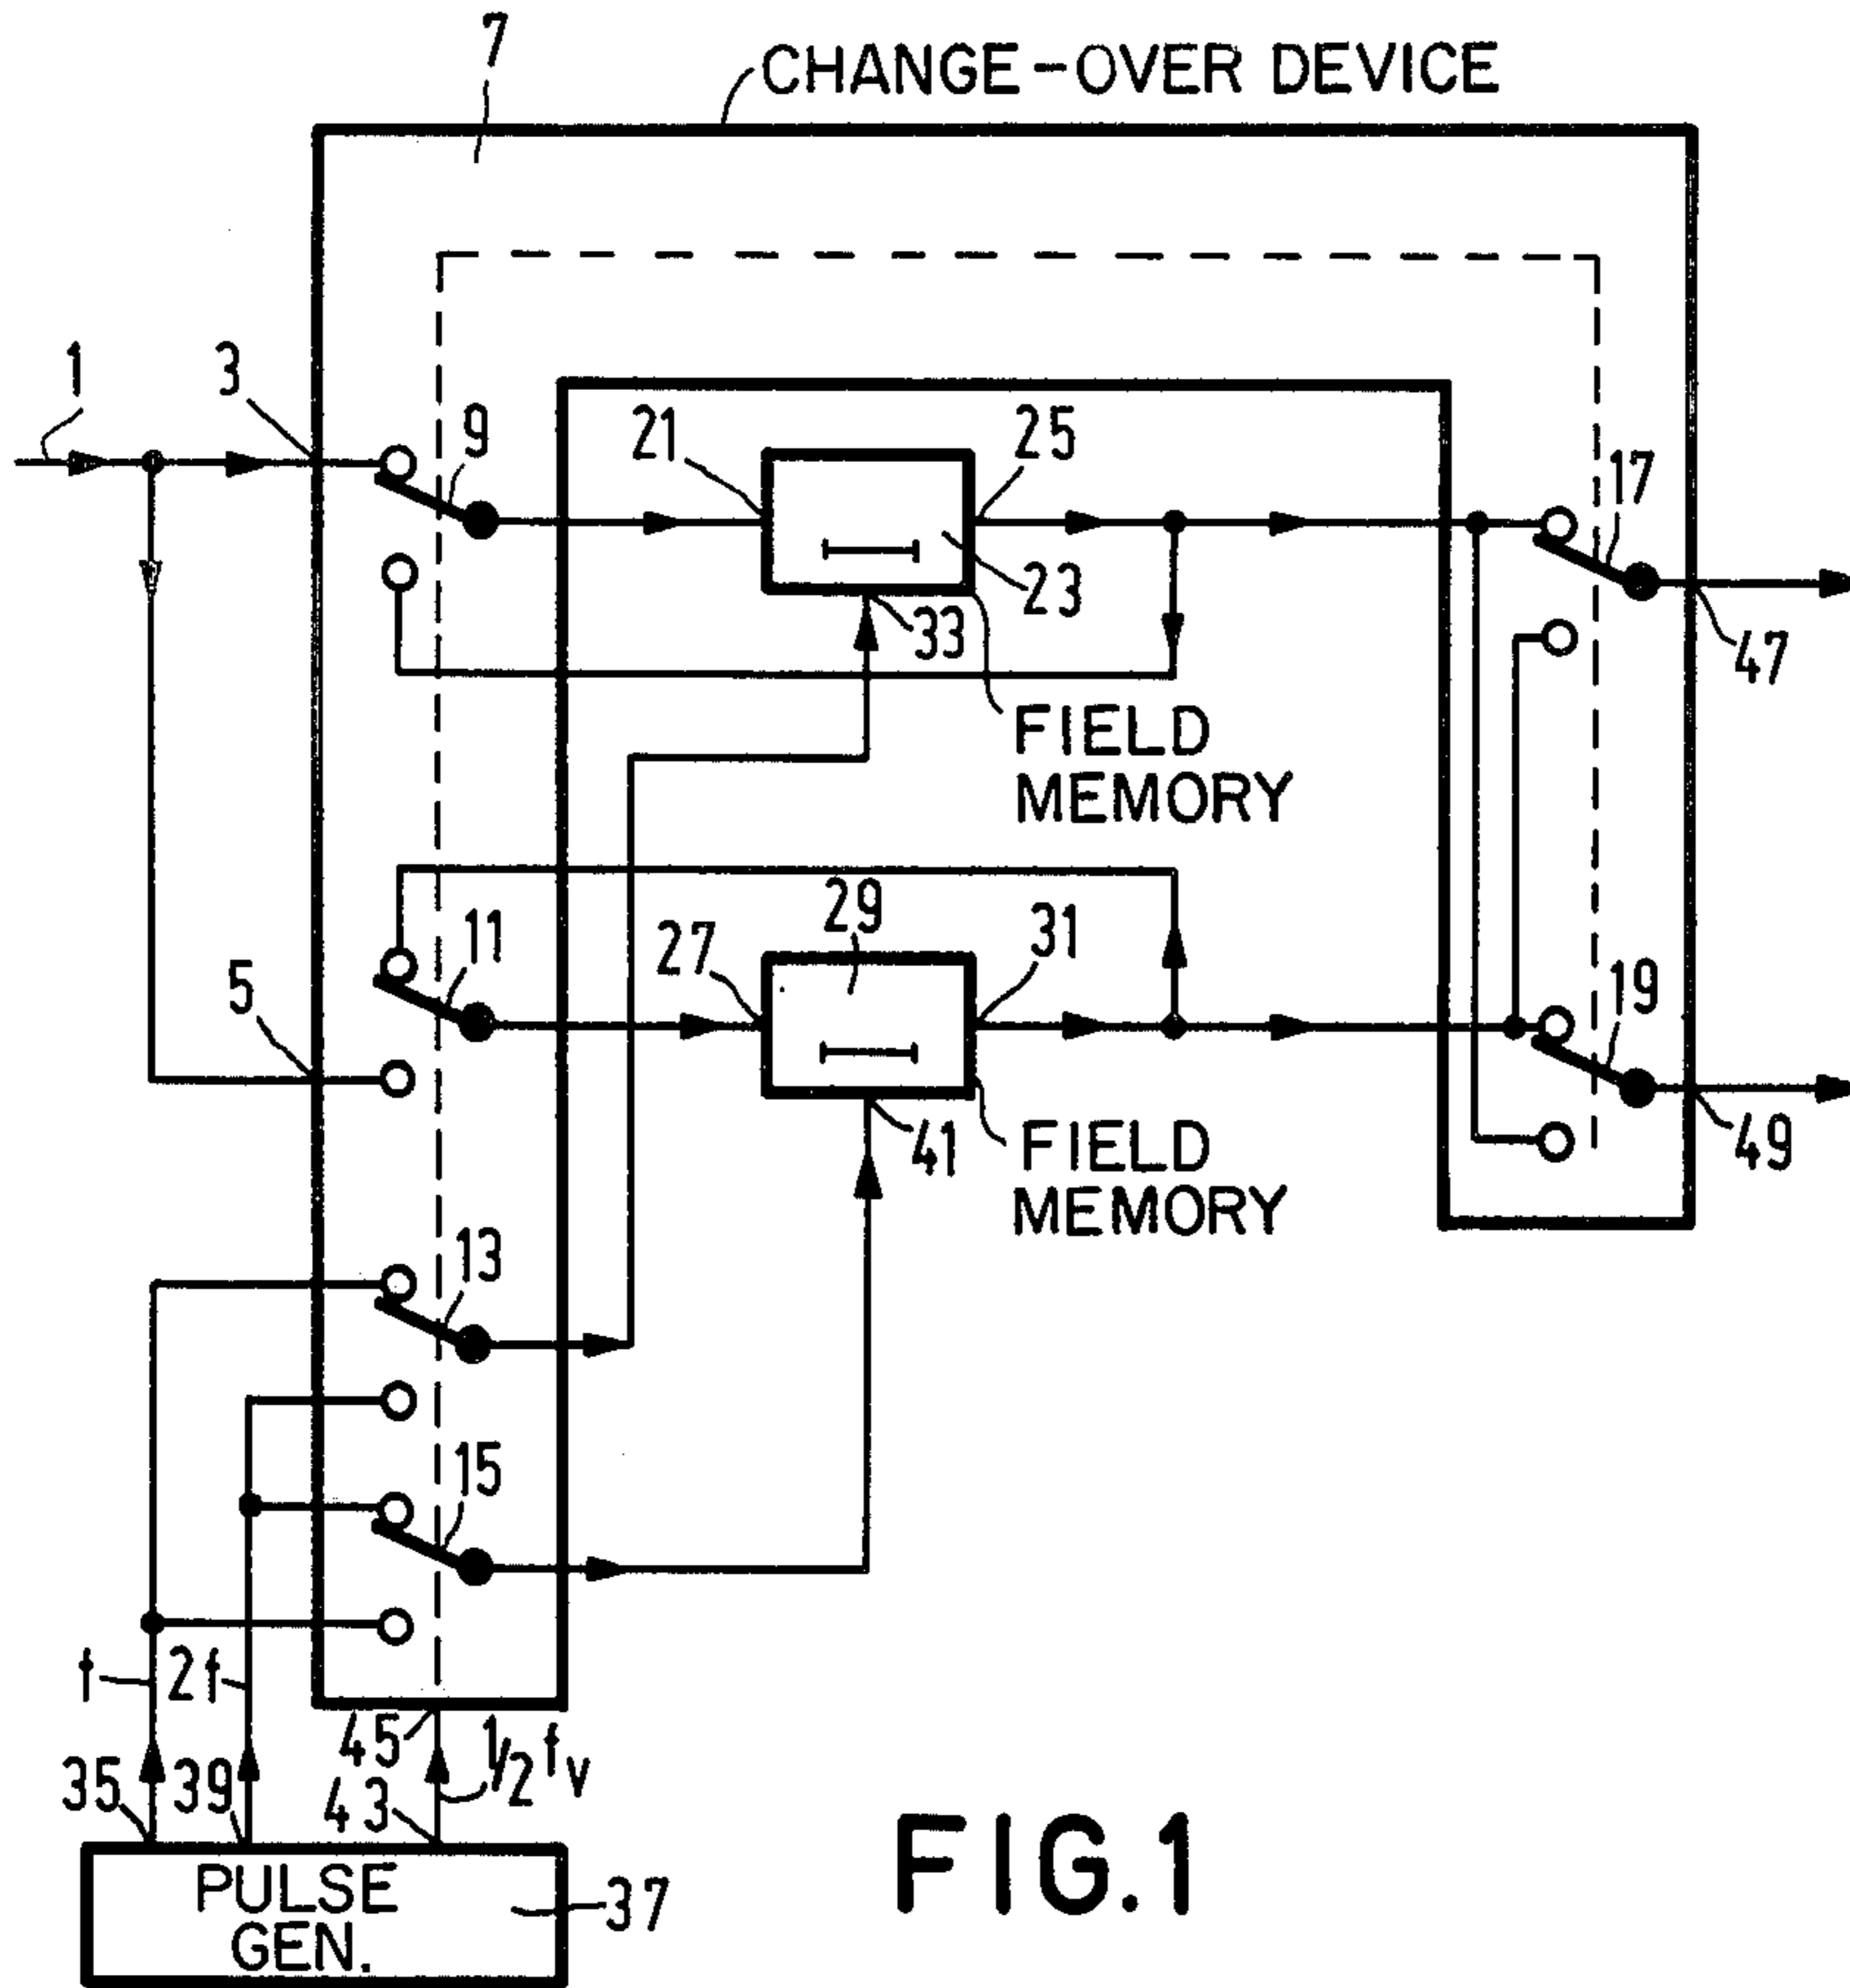 7
CHANGE-OVER DEVICE
1
3
9
21
25
17
23
33
47
FIELD
MEMORY
29
11
27
31
5
19
41
49
FIELD
MEMORY
13
15
f
2f
45
1/2 fv
35
39
43
PULSE
GEN.
37
FIG.1